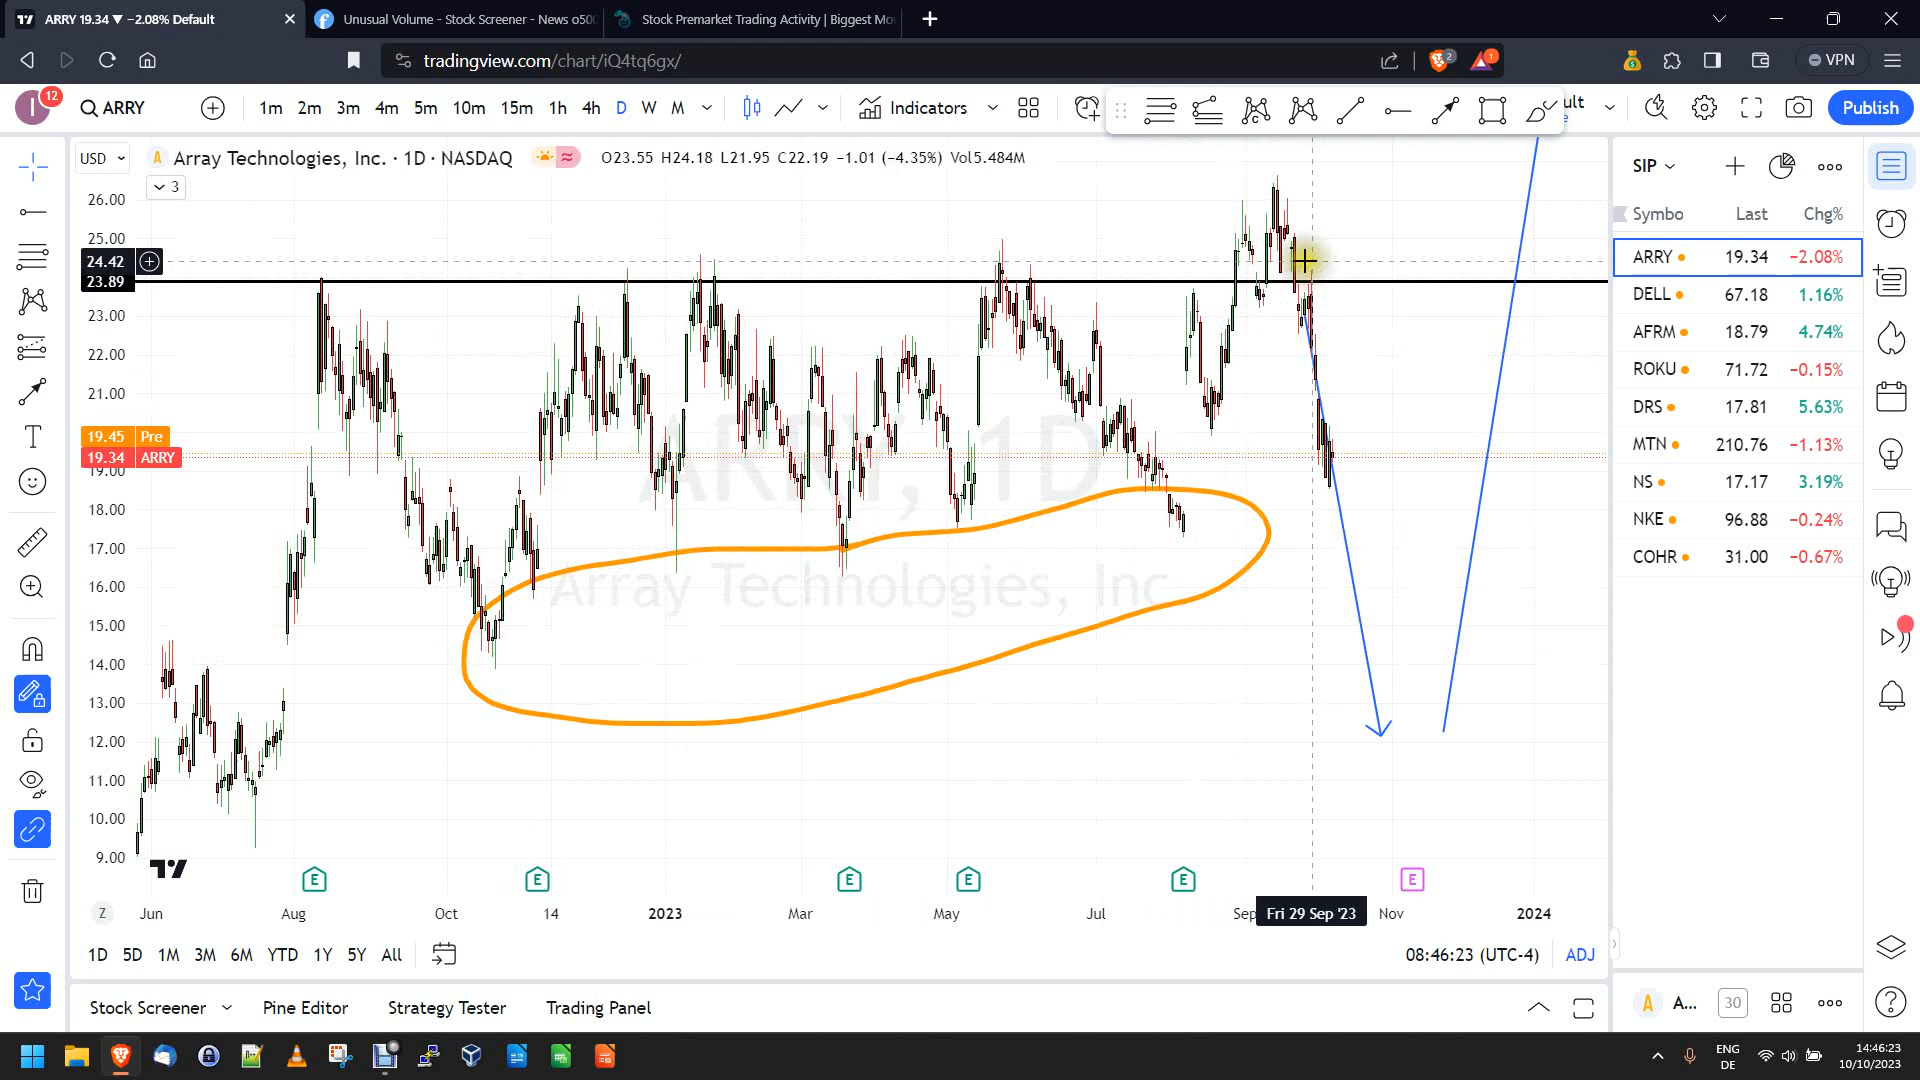 ARRY 19.34 ▼ −2.08% Default
Unusual Volume - Stock Screener - News o50
Stock Premarket Trading Activity | Biggest Mo
tradingview.com/chart/iQ4tq6gx/
2
1
VPN
I
12
ARRY
1m 2m 3m 4m 5m 10m 15m 1h 4h D W M
Indicators
ult
Publish
USD
A
Array Technologies, Inc. · 1D · NASDAQ
O23.55 H24.18 L21.95 C22.19 −1.01 (−4.35%) Vol5.484M
3
26.00
25.00
24.42
23.89
23.00
22.00
21.00
19.45 Pre
19.34 ARRY
19.00
18.00
17.00
16.00
15.00
14.00
13.00
12.00
11.00
10.00
9.00
ARRY, 1D
Array Technologies, Inc
E E E E E E
Z Jun Aug Oct 14 2023 Mar May Jul Sep Fri 29 Sep '23 Nov 2024
1D 5D 1M 3M 6M YTD 1Y 5Y All
08:46:23 (UTC-4) ADJ
Stock Screener Pine Editor Strategy Tester Trading Panel
SIP
Symbo Last Chg%
ARRY 19.34 −2.08%
DELL 67.18 1.16%
AFRM 18.79 4.74%
ROKU 71.72 −0.15%
DRS 17.81 5.63%
MTN 210.76 −1.13%
NS 17.17 3.19%
NKE 96.88 −0.24%
COHR 31.00 −0.67%
A A... 30
ENG
DE
14:46:23
10/10/2023